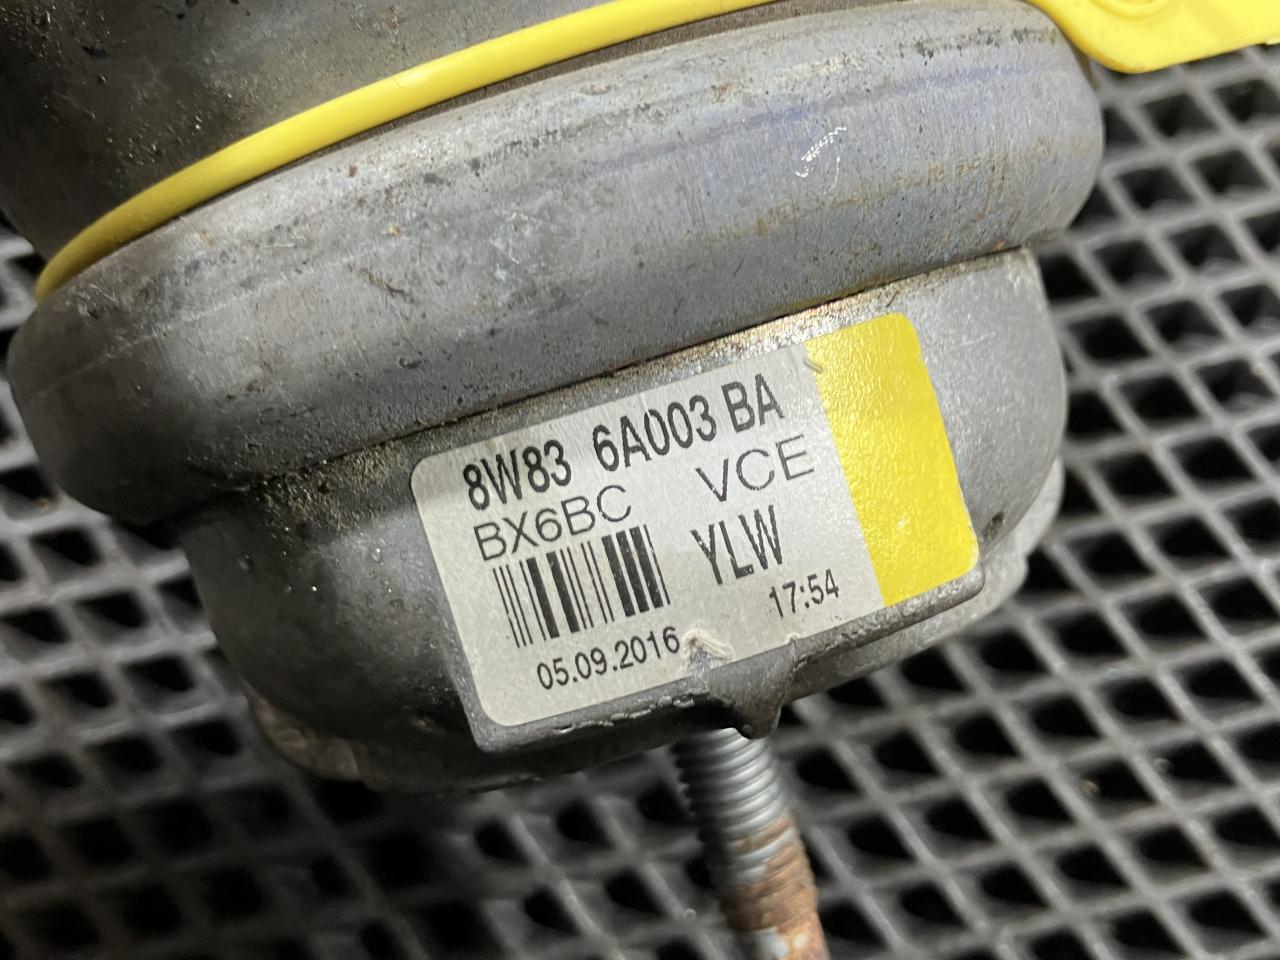 8W83 6A003 BA
BX6BC VCE
YLW
05.09.2016 17:54